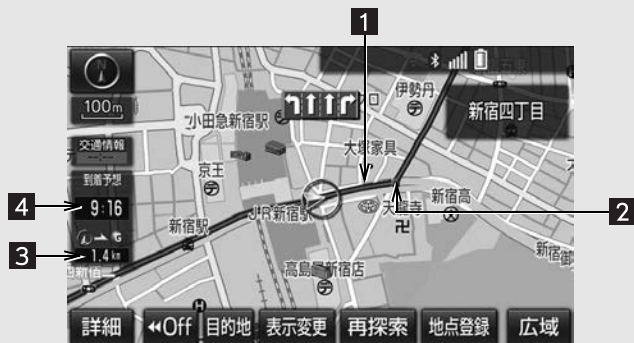 1
N
100m
小田急新宿駅
伊勢丹
新宿四丁目
交通情報
--:--
到着予想
大塚家具
京王
4
9:16
新宿高
2
JR新宿駅
新宿駅
3
1.4km
高島屋新宿店
詳細
Off
目的地
表示変更
再探索
地点登録
広域